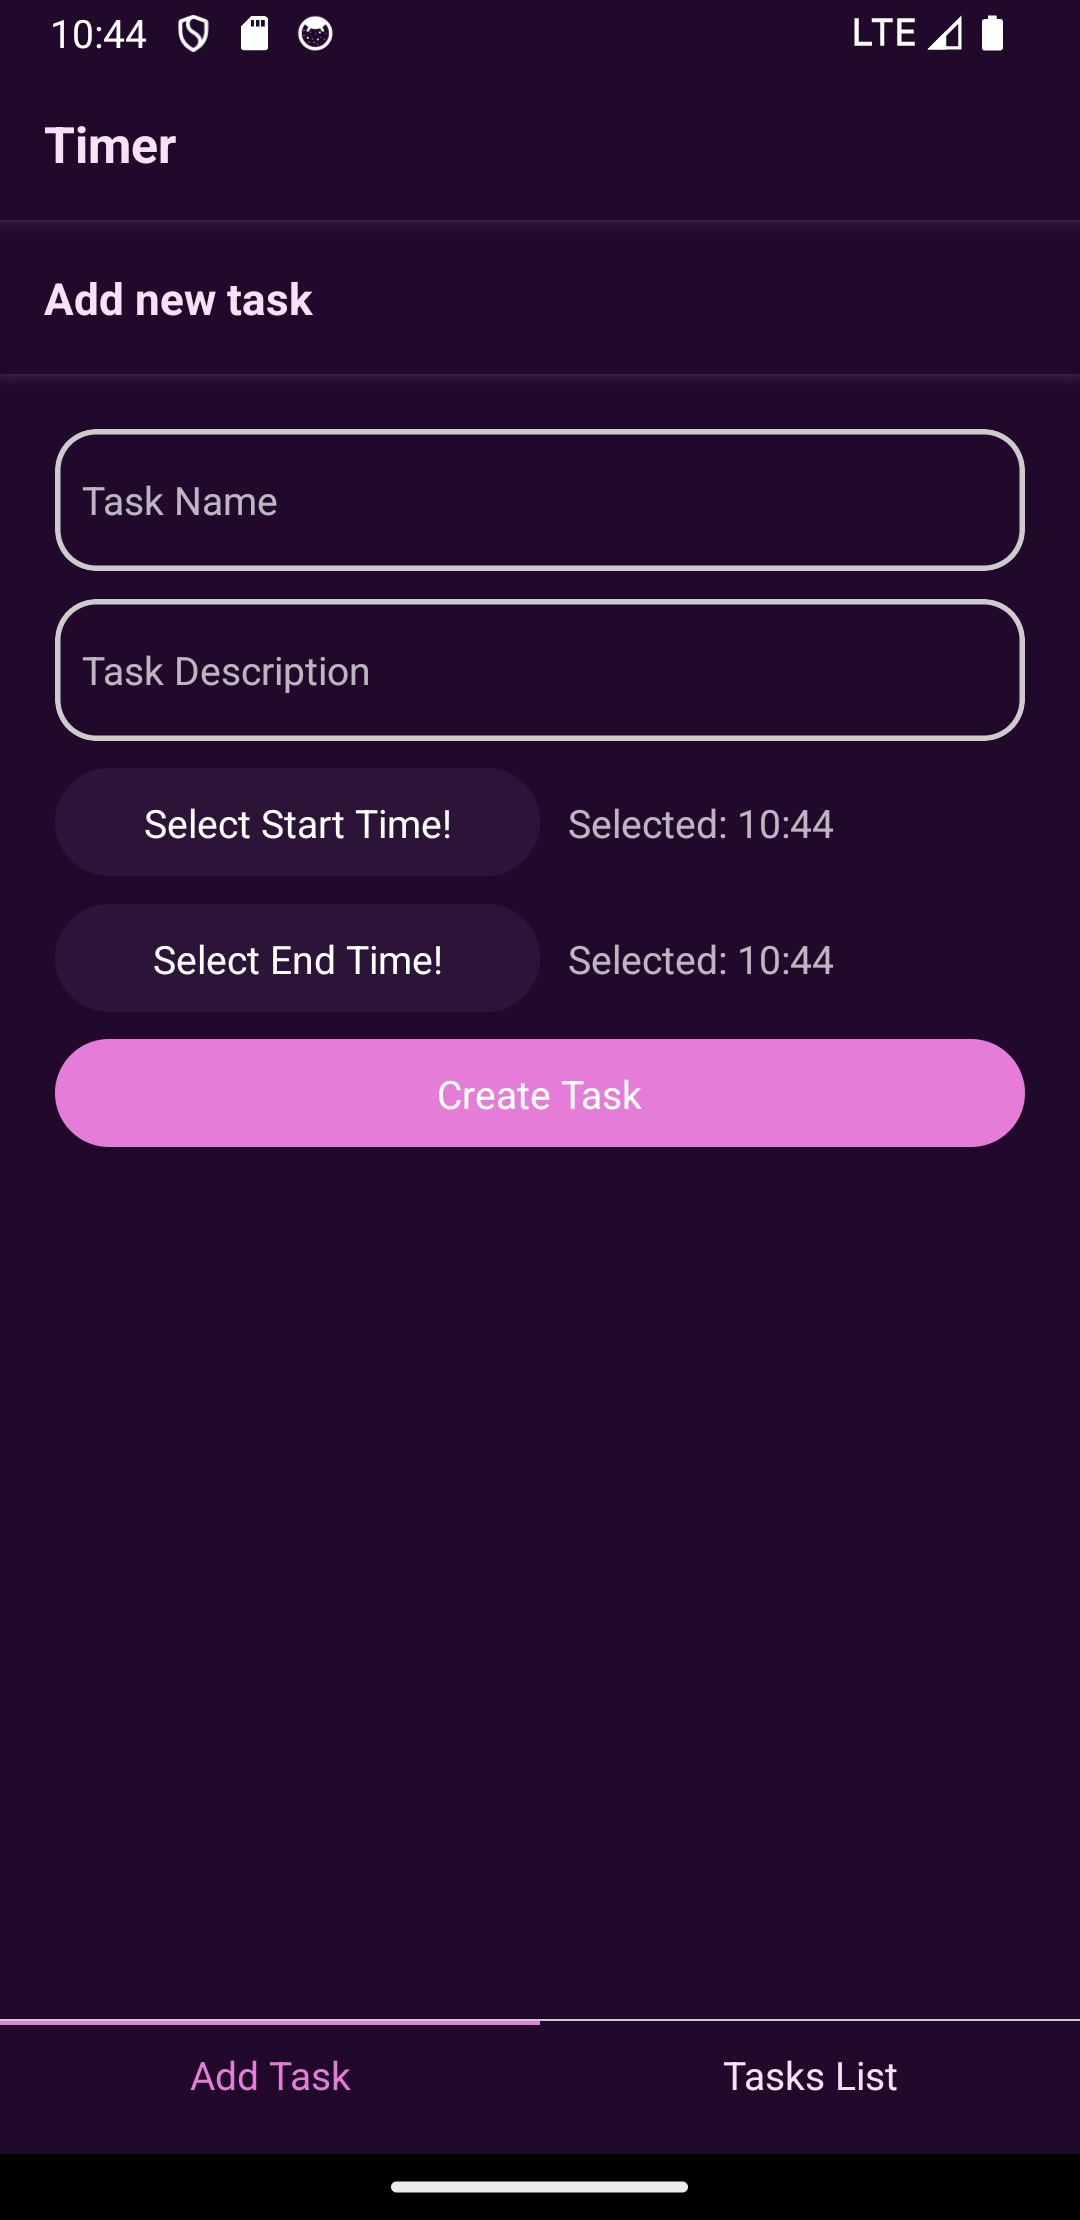 10:44 LTE
Timer
Add new task
Task Name
Task Description
Select Start Time! Selected: 10:44
Select End Time! Selected: 10:44
Create Task
Add Task Tasks List